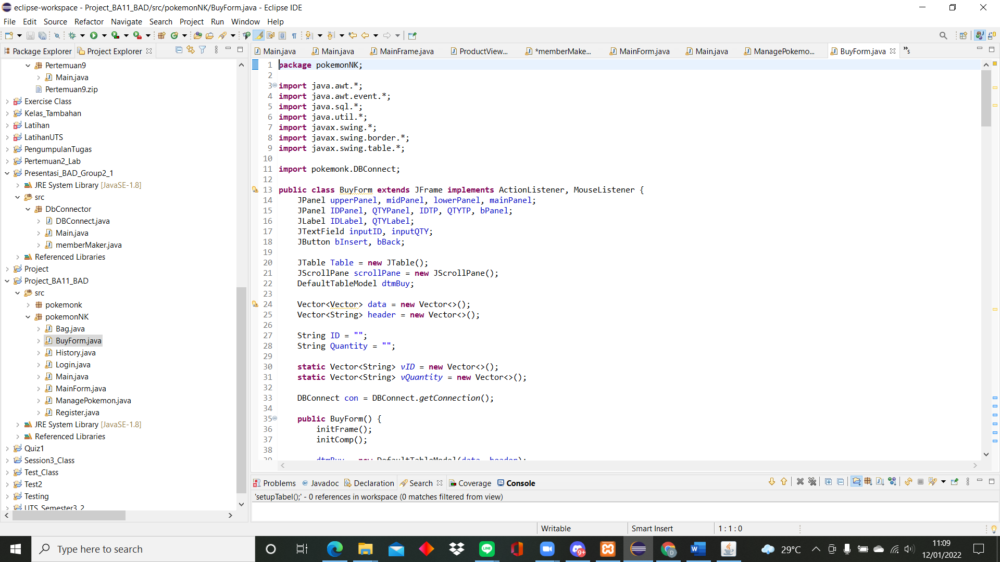 eclipse-workspace - Project_BA11_BAD/src/pokemonNK/BuyForm.java - Eclipse IDE
File Edit Source Refactor Navigate Search Project Run Window Help
Package Explorer Project Explorer
Pertemuan9
Main.java
Pertemuan9.zip
Exercise Class
Kelas_Tambahan
Latihan
LatihanUTS
PengumpulanTugas
Pertemuan2_Lab
Presentasi_BAD_Group2_1
JRE System Library [JavaSE-1.8]
src
DbConnector
DBConnect.java
Main.java
memberMaker.java
Referenced Libraries
Project
Project_BA11_BAD
src
pokemonk
pokemonNK
Bag.java
BuyForm.java
History.java
Login.java
Main.java
MainForm.java
ManagePokemon.java
Register.java
JRE System Library [JavaSE-1.8]
Referenced Libraries
Quiz1
Session3_Class
Test_Class
Test2
Testing
UTS_Semester3_2
Main.java Main.java MainFrame.java ProductView... *memberMake... MainForm.java Main.java ManagePokemo... BuyForm.java 5
1 package pokemonNK;
2
3 import java.awt.*;
4 import java.awt.event.*;
5 import java.sql.*;
6 import java.util.*;
7 import javax.swing.*;
8 import javax.swing.border.*;
9 import javax.swing.table.*;
10
11 import pokemonk.DBConnect;
12
13 public class BuyForm extends JFrame implements ActionListener, MouseListener {
14 JPanel upperPanel, midPanel, lowerPanel, mainPanel;
15 JPanel IDPanel, QTYPanel, IDTP, QTYTP, bPanel;
16 JLabel IDLabel, QTYLabel;
17 JTextField inputID, inputQTY;
18 JButton bInsert, bBack;
19
20 JTable Table = new JTable();
21 JScrollPane scrollPane = new JScrollPane();
22 DefaultTableModel dtmBuy;
23
24 Vector<Vector> data = new Vector<>();
25 Vector<String> header = new Vector<>();
26
27 String ID = "";
28 String Quantity = "";
29
30 static Vector<String> vID = new Vector<>();
31 static Vector<String> vQuantity = new Vector<>();
32
33 DBConnect con = DBConnect.getConnection();
34
35 public BuyForm() {
36 initFrame();
37 initComp();
38
39 dtmBuy = new DefaultTableModel(data, header);
Problems @ Javadoc Declaration Search Coverage Console
'setupTabel();' - 0 references in workspace (0 matches filtered from view)
Writable Smart Insert 1 : 1 : 0
Type here to search
LINE
9+
D
W
29°C
11:09
12/01/2022